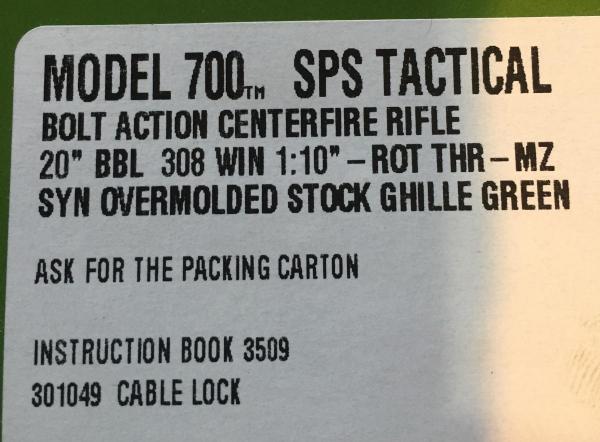 MODEL 700™ SPS TACTICAL
BOLT ACTION CENTERFIRE RIFLE
20" BBL 308 WIN 1:10" – ROT THR – MZ
SYN OVERMOLDED STOCK GHILLE GREEN
ASK FOR THE PACKING CARTON
INSTRUCTION BOOK 3509
301049 CABLE LOCK